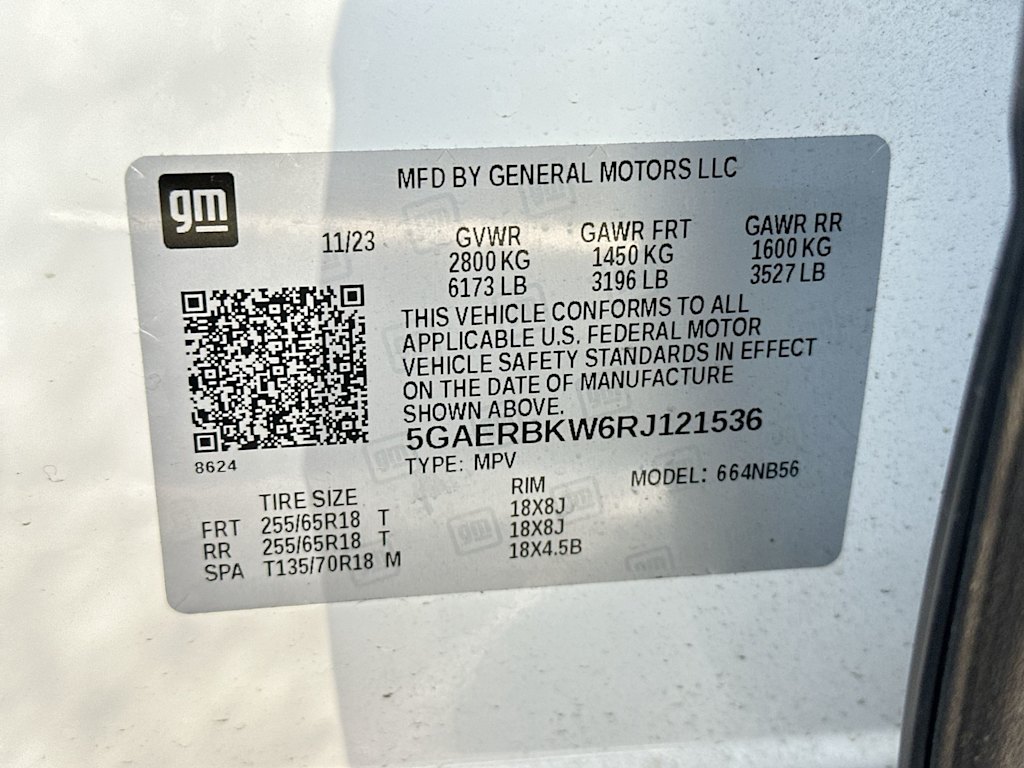 gm
MFD BY GENERAL MOTORS LLC
11/23
GVWR GAWR FRT GAWR RR
2800 KG 1450 KG 1600 KG
6173 LB 3196 LB 3527 LB
THIS VEHICLE CONFORMS TO ALL
APPLICABLE U.S. FEDERAL MOTOR
VEHICLE SAFETY STANDARDS IN EFFECT
ON THE DATE OF MANUFACTURE
SHOWN ABOVE.
5GAERBKW6RJ121536
8624
TYPE: MPV
MODEL: 664NB56
TIRE SIZE RIM
FRT 255/65R18 T 18X8J
RR 255/65R18 T 18X8J
SPA T135/70R18 M 18X4.5B